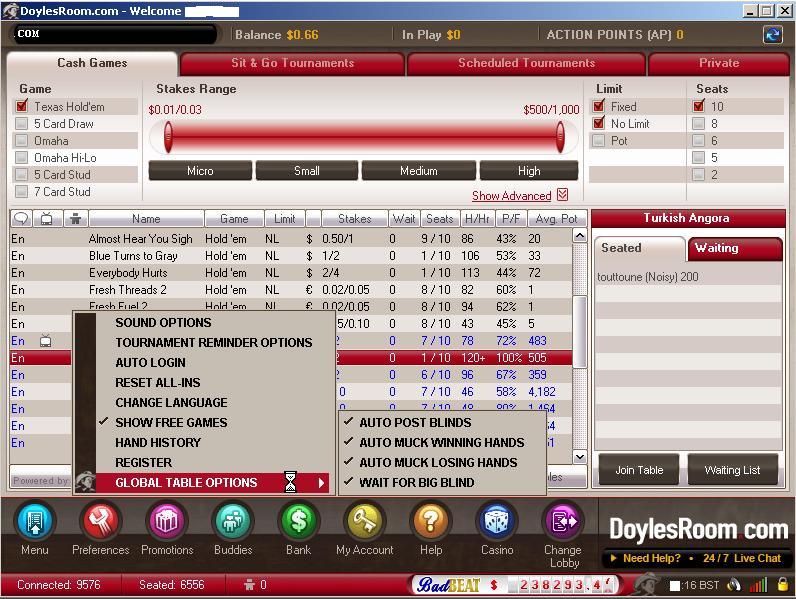 DoylesRoom.com - Welcome
.COM
Balance $0.66
In Play $0
ACTION POINTS (AP) 0
Cash Games
Sit & Go Tournaments
Scheduled Tournaments
Private
Game
Texas Hold'em
5 Card Draw
Omaha
Omaha Hi-Lo
5 Card Stud
7 Card Stud
Stakes Range
$0.01/0.03 $500/1,000
Micro Small Medium High
Show Advanced
Limit
Fixed
No Limit
Pot
Seats
10
8
6
5
2
Name Game Limit Stakes Wait Seats H/Hr P/F Avg. Pot
En Almost Hear You Sigh Hold 'em NL $ 0.50/1 0 9 / 10 86 43% 20
En Blue Turns to Gray Hold 'em NL $ 1/2 0 8 / 10 106 53% 33
En Everybody Hurts Hold 'em NL $ 2/4 0 1 / 10 113 44% 72
En Fresh Threads 2 Hold 'em NL € 0.02/0.05 0 8 / 10 82 60% 1
En Fresh Fuel 2 Hold 'em NL € 0.02/0.05 0 8 / 10 94 62% 1
En 5/0.10 0 8 / 10 43 45% 5
En 0 7 / 10 78 72% 483
En 0 1 / 10 120+ 100% 505
En 0 6 / 10 96 67% 359
En 0 0 7 / 10 46 58% 4,182
En 0 0 7 / 10 48 80% 1,464
En
En
Powered by
SOUND OPTIONS
TOURNAMENT REMINDER OPTIONS
AUTO LOGIN
RESET ALL-INS
CHANGE LANGUAGE
SHOW FREE GAMES
HAND HISTORY
REGISTER
GLOBAL TABLE OPTIONS
AUTO POST BLINDS
AUTO MUCK WINNING HANDS
AUTO MUCK LOSING HANDS
WAIT FOR BIG BLIND
Turkish Angora
Seated Waiting
touttoune (Noisy) 200
Join Table Waiting List
Menu Preferences Promotions Buddies Bank My Account Help Casino Change Lobby
DoylesRoom.com
Need Help? • 24 / 7 Live Chat
Connected: 9576 Seated: 6556 0
BadBEAT $ 238293.4
:16 BST